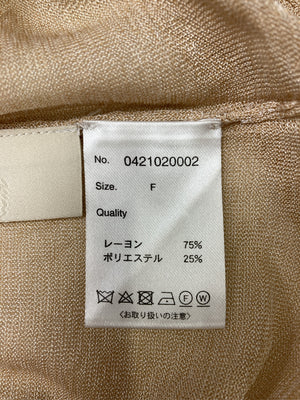 No. 0421020002
Size. F
Quality
レーヨン 75%
ポリエステル 25%
F W
〈お取り扱いの注意〉